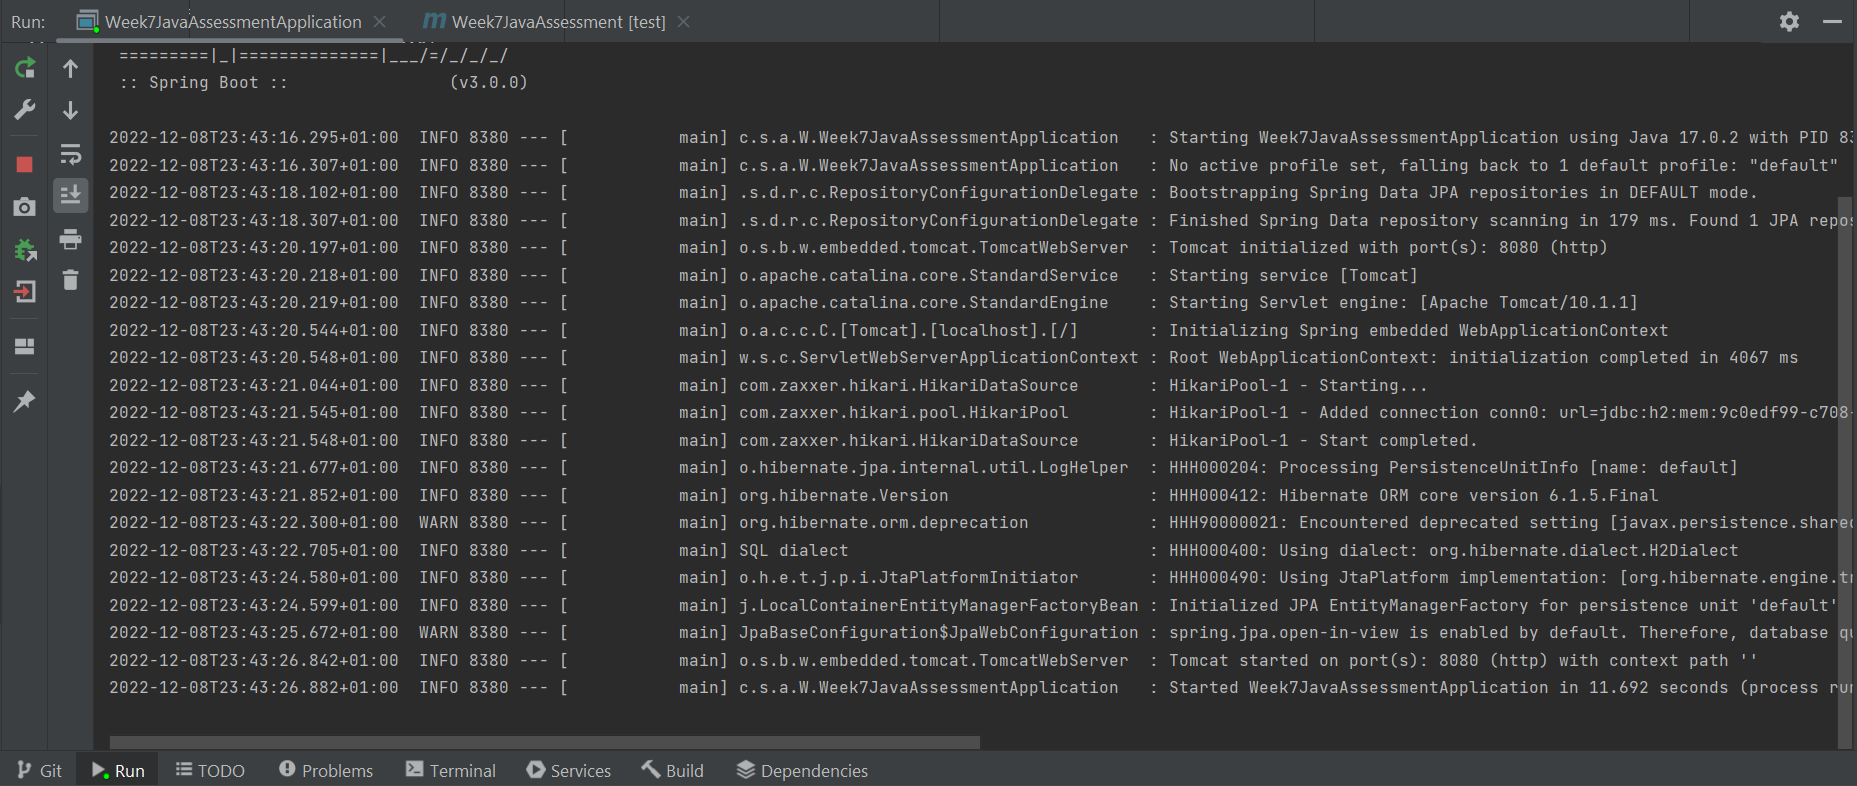 Run: Week7JavaAssessmentApplication Week7JavaAssessment [test]
=========|_|==============|___/=/_/_/_/
:: Spring Boot :: (v3.0.0)
2022-12-08T23:43:16.295+01:00 INFO 8380 --- [ main] c.s.a.W.Week7JavaAssessmentApplication : Starting Week7JavaAssessmentApplication using Java 17.0.2 with PID 83
2022-12-08T23:43:16.307+01:00 INFO 8380 --- [ main] c.s.a.W.Week7JavaAssessmentApplication : No active profile set, falling back to 1 default profile: "default"
2022-12-08T23:43:18.102+01:00 INFO 8380 --- [ main] .s.d.r.c.RepositoryConfigurationDelegate : Bootstrapping Spring Data JPA repositories in DEFAULT mode.
2022-12-08T23:43:18.307+01:00 INFO 8380 --- [ main] .s.d.r.c.RepositoryConfigurationDelegate : Finished Spring Data repository scanning in 179 ms. Found 1 JPA repos
2022-12-08T23:43:20.197+01:00 INFO 8380 --- [ main] o.s.b.w.embedded.tomcat.TomcatWebServer : Tomcat initialized with port(s): 8080 (http)
2022-12-08T23:43:20.218+01:00 INFO 8380 --- [ main] o.apache.catalina.core.StandardService : Starting service [Tomcat]
2022-12-08T23:43:20.219+01:00 INFO 8380 --- [ main] o.apache.catalina.core.StandardEngine : Starting Servlet engine: [Apache Tomcat/10.1.1]
2022-12-08T23:43:20.544+01:00 INFO 8380 --- [ main] o.a.c.c.C.[Tomcat].[localhost].[/] : Initializing Spring embedded WebApplicationContext
2022-12-08T23:43:20.548+01:00 INFO 8380 --- [ main] w.s.c.ServletWebServerApplicationContext : Root WebApplicationContext: initialization completed in 4067 ms
2022-12-08T23:43:21.044+01:00 INFO 8380 --- [ main] com.zaxxer.hikari.HikariDataSource : HikariPool-1 - Starting...
2022-12-08T23:43:21.545+01:00 INFO 8380 --- [ main] com.zaxxer.hikari.pool.HikariPool : HikariPool-1 - Added connection conn0: url=jdbc:h2:mem:9c0edf99-c708-
2022-12-08T23:43:21.548+01:00 INFO 8380 --- [ main] com.zaxxer.hikari.HikariDataSource : HikariPool-1 - Start completed.
2022-12-08T23:43:21.677+01:00 INFO 8380 --- [ main] o.hibernate.jpa.internal.util.LogHelper : HHH000204: Processing PersistenceUnitInfo [name: default]
2022-12-08T23:43:21.852+01:00 INFO 8380 --- [ main] org.hibernate.Version : HHH000412: Hibernate ORM core version 6.1.5.Final
2022-12-08T23:43:22.300+01:00 WARN 8380 --- [ main] org.hibernate.orm.deprecation : HHH90000021: Encountered deprecated setting [javax.persistence.shared
2022-12-08T23:43:22.705+01:00 INFO 8380 --- [ main] SQL dialect : HHH000400: Using dialect: org.hibernate.dialect.H2Dialect
2022-12-08T23:43:24.580+01:00 INFO 8380 --- [ main] o.h.e.t.j.p.i.JtaPlatformInitiator : HHH000490: Using JtaPlatform implementation: [org.hibernate.engine.tr
2022-12-08T23:43:24.599+01:00 INFO 8380 --- [ main] j.LocalContainerEntityManagerFactoryBean : Initialized JPA EntityManagerFactory for persistence unit 'default'
2022-12-08T23:43:25.672+01:00 WARN 8380 --- [ main] JpaBaseConfiguration$JpaWebConfiguration : spring.jpa.open-in-view is enabled by default. Therefore, database qu
2022-12-08T23:43:26.842+01:00 INFO 8380 --- [ main] o.s.b.w.embedded.tomcat.TomcatWebServer : Tomcat started on port(s): 8080 (http) with context path ''
2022-12-08T23:43:26.882+01:00 INFO 8380 --- [ main] c.s.a.W.Week7JavaAssessmentApplication : Started Week7JavaAssessmentApplication in 11.692 seconds (process run
Git Run TODO Problems Terminal Services Build Dependencies